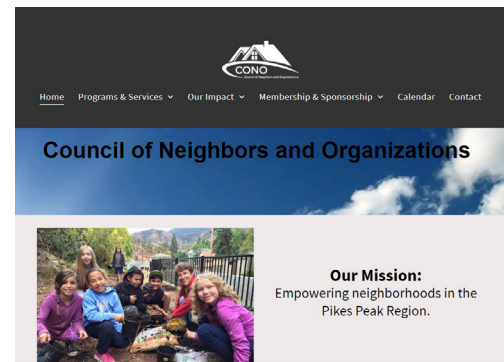 CONO
Council of Neighbors and Organizations
Home Programs & Services Our Impact Membership & Sponsorship Calendar Contact
Council of Neighbors and Organizations
Our Mission:
Empowering neighborhoods in the
Pikes Peak Region.